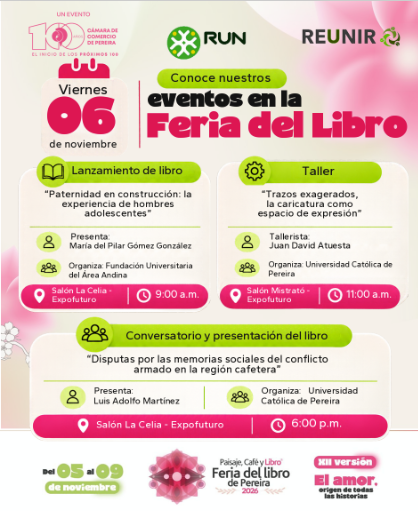 UN EVENTO
100 AÑOS
CÁMARA DE
COMERCIO
DE PEREIRA
EL INICIO DE LOS PRÓXIMOS 100
RUN
REUNIR
Viernes
06
de noviembre
Conoce nuestros
eventos en la
Feria del Libro
Lanzamiento de libro
"Paternidad en construcción: la
experiencia de hombres
adolescentes"
Presenta:
María del Pilar Gómez González
Organiza: Fundación Universitaria
del Área Andina
Salón La Celia -
Expofuturo
9:00 a.m.
Taller
"Trazos exagerados,
la caricatura como
espacio de expresión"
Tallerista:
Juan David Atuesta
Organiza: Universidad Católica de
Pereira
Salón Mistrató -
Expofuturo
11:00 a.m.
Conversatorio y presentación del libro
"Disputas por las memorias sociales del conflicto
armado en la región cafetera"
Presenta:
Luis Adolfo Martínez
Organiza: Universidad
Católica de Pereira
Salón La Celia - Expofuturo
6:00 p.m.
Del 05 al 09
de noviembre
Paisaje, Café y Libro
Feria del libro
de Pereira
2026
XII versión
El amor,
origen de todas
las historias